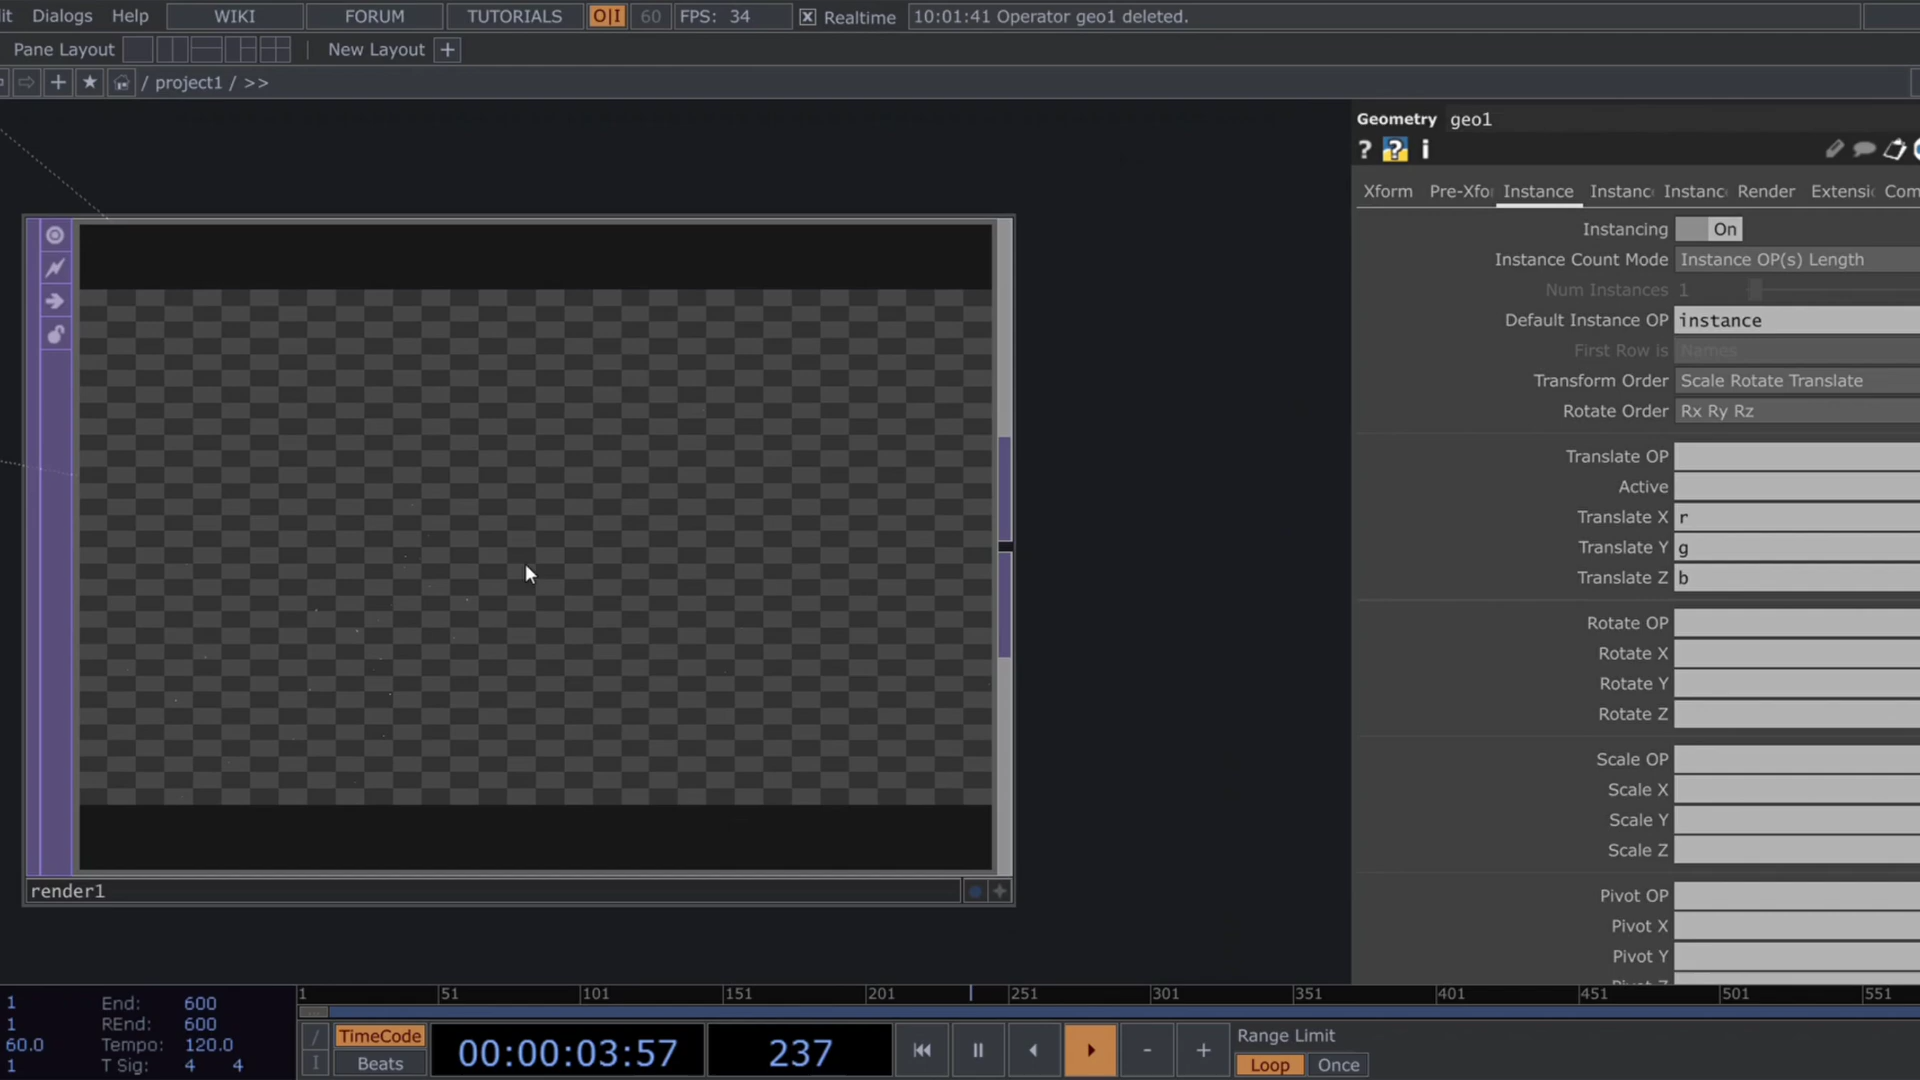 it Dialogs Help WIKI FORUM TUTORIALS O|I 60 FPS: 34 Realtime 10:01:41 Operator geo1 deleted.
Pane Layout New Layout +
+ / project1 / >>
Geometry geo1
? ? i
Xform Pre-Xfo Instance Instanc Instanc Render Extensi Com
Instancing On
Instance Count Mode Instance OP(s) Length
Num Instances 1
Default Instance OP instance
First Row is Names
Transform Order Scale Rotate Translate
Rotate Order Rx Ry Rz
Translate OP
Active
Translate X r
Translate Y g
Translate Z b
Rotate OP
Rotate X
Rotate Y
Rotate Z
Scale OP
Scale X
Scale Y
Scale Z
Pivot OP
Pivot X
Pivot Y
render1
1 51 101 151 201 251 301 351 401 451 501 551
1 End: 600
1 REnd: 600
60.0 Tempo: 120.0
1 T Sig: 4 4
/ TimeCode
I Beats
00:00:03:57 237 - +
Range Limit
Loop Once